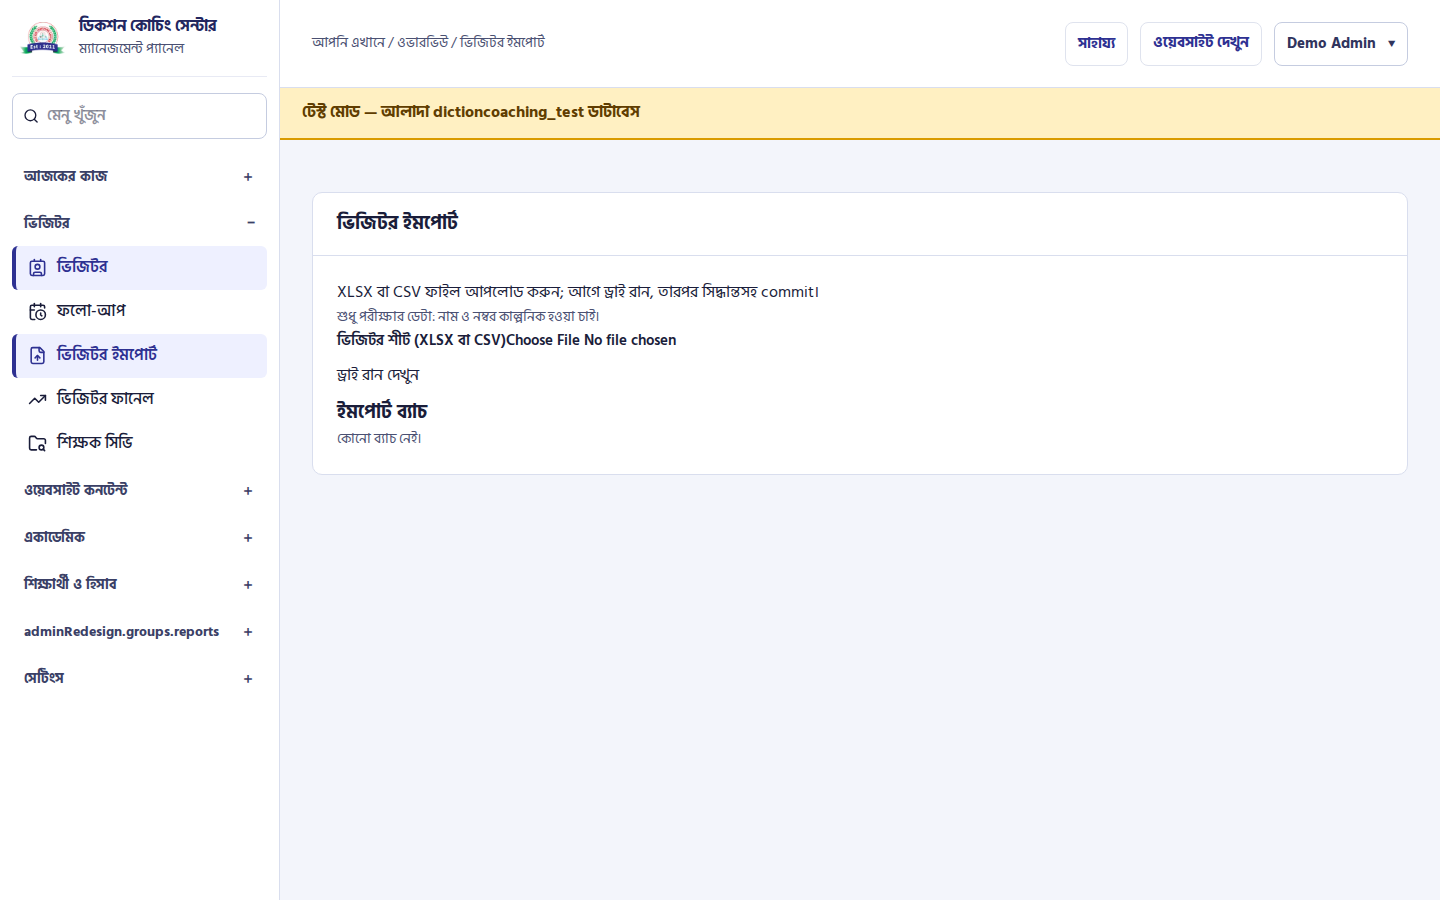 ডিকশন কোচিং সেন্টার
ম্যানেজমেন্ট প্যানেল
Est : 2011
মেনু খুঁজুন
আজকের কাজ +
ভিজিটর −
ভিজিটর
ফলো-আপ
ভিজিটর ইমপোর্ট
ভিজিটর ফানেল
শিক্ষক সিভি
ওয়েবসাইট কনটেন্ট +
একাডেমিক +
শিক্ষার্থী ও হিসাব +
adminRedesign.groups.reports +
সেটিংস +
আপনি এখানে / ওভারভিউ / ভিজিটর ইমপোর্ট
সাহায্য
ওয়েবসাইট দেখুন
Demo Admin ▾
টেস্ট মোড — আলাদা dictioncoaching_test ডাটাবেস
ভিজিটর ইমপোর্ট
XLSX বা CSV ফাইল আপলোড করুন; আগে ড্রাই রান, তারপর সিদ্ধান্তসহ commit।
শুধু পরীক্ষার ডেটা: নাম ও নম্বর কাল্পনিক হওয়া চাই।
ভিজিটর শীট (XLSX বা CSV)Choose File No file chosen
ড্রাই রান দেখুন
ইমপোর্ট ব্যাচ
কোনো ব্যাচ নেই।